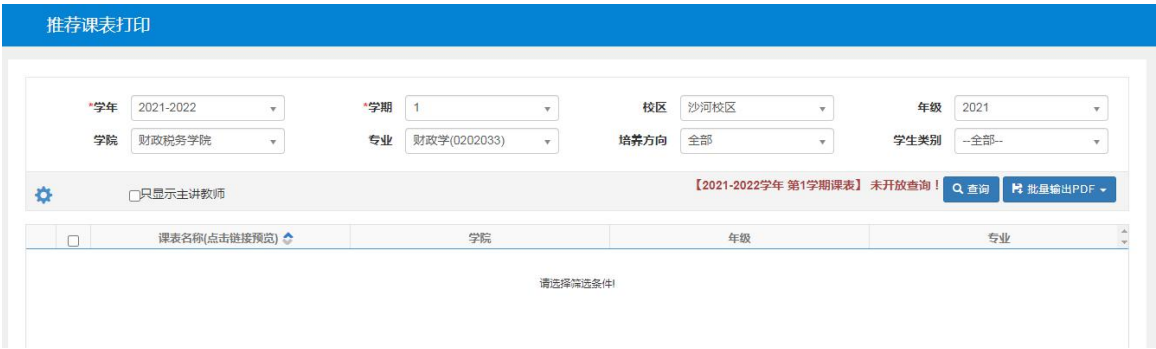 推荐课表打印
*学年 2021-2022 *学期 1 校区 沙河校区 年级 2021
学院 财政税务学院 专业 财政学(0202033) 培养方向 全部 学生类别 --全部--
只显示主讲教师 【2021-2022学年 第1学期课表】 未开放查询！ 查询 批量输出PDF
课表名称(点击链接预览) 学院 年级 专业
请选择筛选条件!